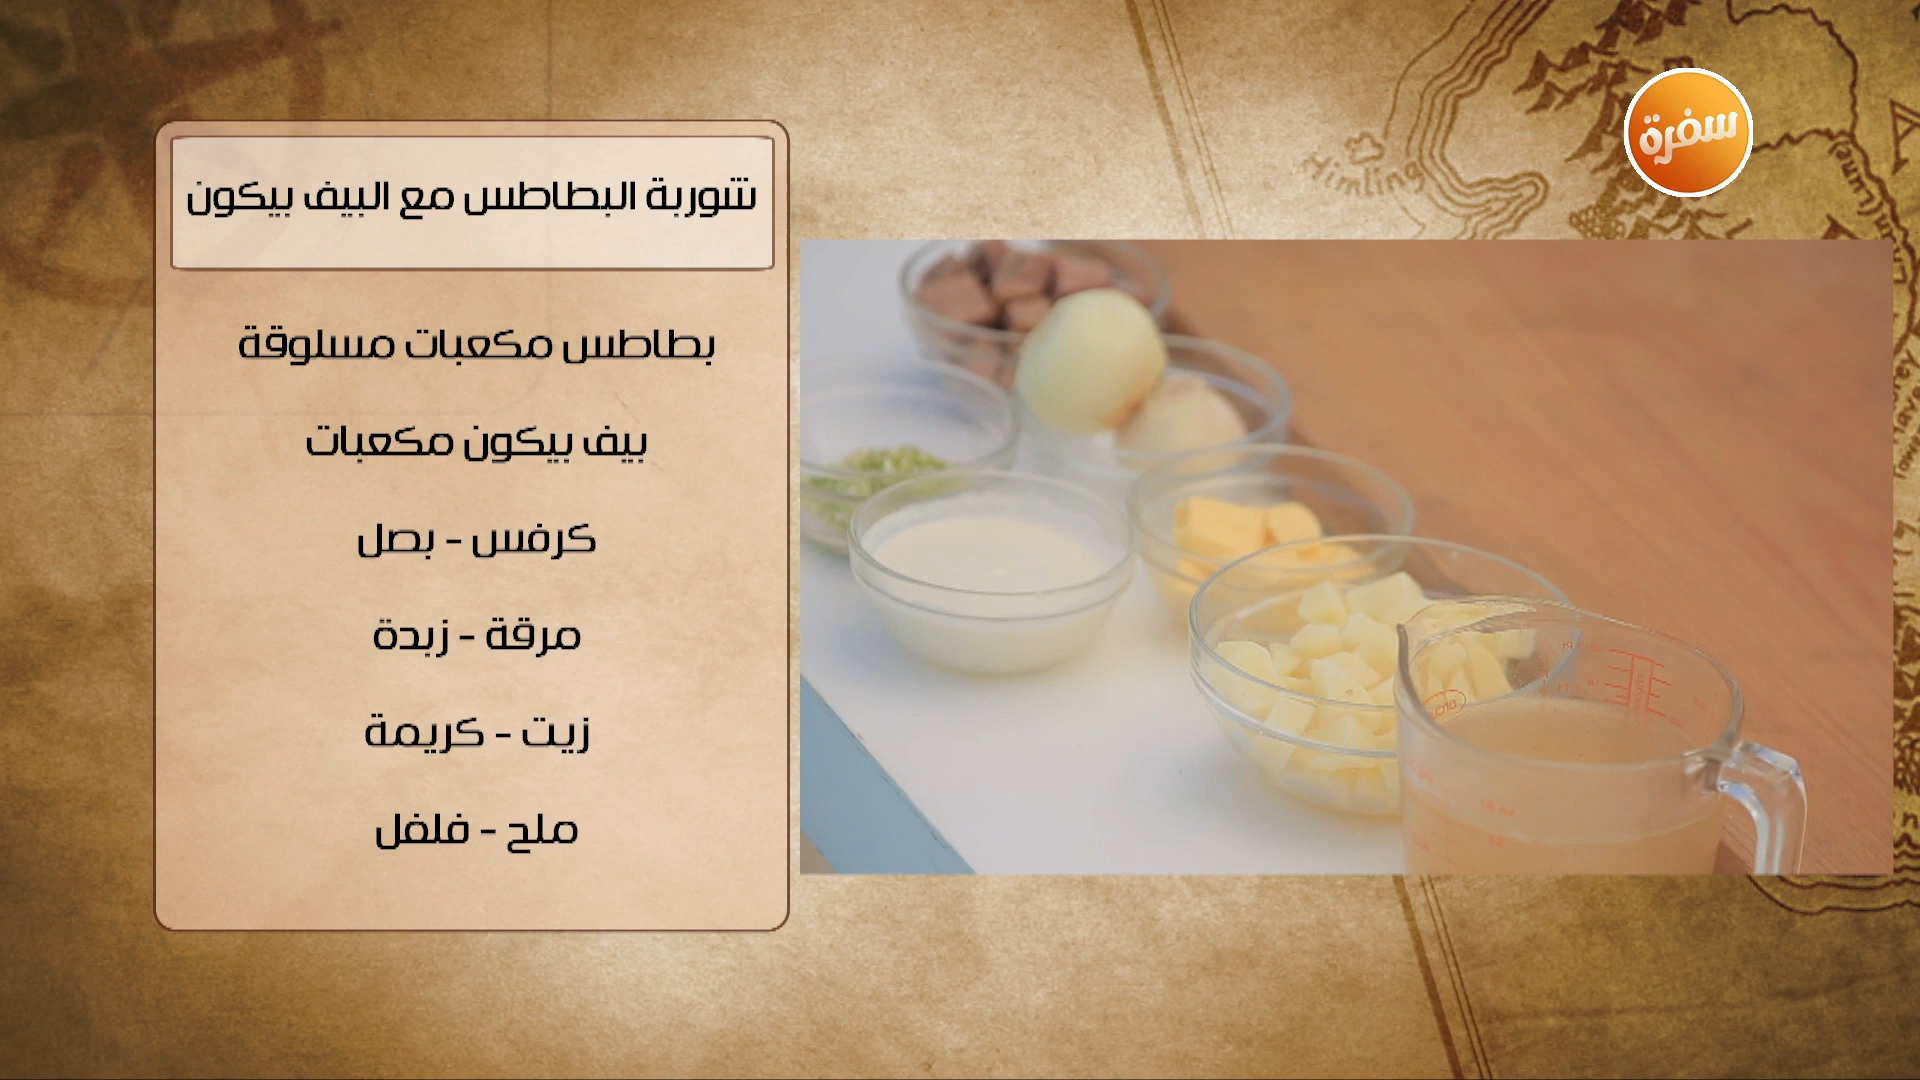 سفرة
شوربة البطاطس مع البيف بيكون
بطاطس مكعبات مسلوقة
بيف بيكون مكعبات
كرفس - بصل
مرقة - زبدة
زيت - كريمة
ملح - فلفل
Himling